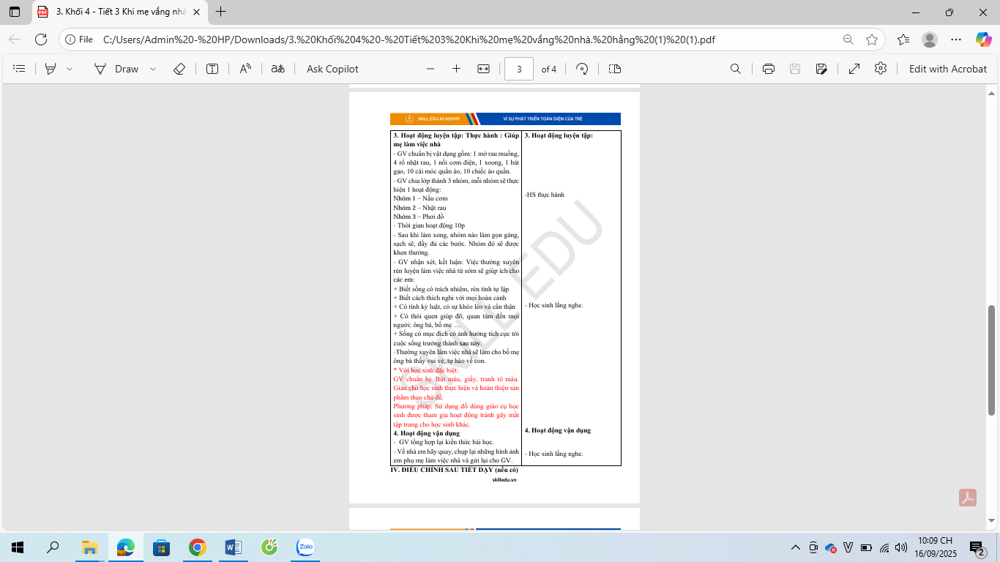 3. Khối 4 - Tiết 3 Khi mẹ vắng nhà
File
C:/Users/Admin%20-%20HP/Downloads/3.%20Khối%204%20-%20Tiết%203%20Khi%20mẹ%20vắng%20nhà.%20hằng%20(1)%20(1).pdf
Draw
aあ
Ask Copilot
3
of 4
Edit with Acrobat
SKILL EDU ACADEMY
VÌ SỰ PHÁT TRIỂN TOÀN DIỆN CỦA TRẺ
3. Hoạt động luyện tập: Thực hành : Giúp
mẹ làm việc nhà
- GV chuẩn bị vật dụng gồm: 1 mớ rau muống,
4 rổ nhặt rau, 1 nồi cơm điện, 1 xoong, 1 bát
gạo, 10 cái móc quần áo, 10 chiếc áo quần.
- GV chia lớp thành 3 nhóm, mỗi nhóm sẽ thực
hiện 1 hoạt động:
Nhóm 1 – Nấu cơm
Nhóm 2 – Nhặt rau
Nhóm 3 – Phơi đồ
- Thời gian hoạt động 10p
- Sau khi làm xong, nhóm nào làm gọn gàng,
sạch sẽ, đầy đủ các bước. Nhóm đó sẽ được
khen thưởng.
- GV nhận xét, kết luận: Việc thường xuyên
rèn luyện làm việc nhà từ sớm sẽ giúp ích cho
các em:
+ Biết sống có trách nhiệm, rèn tính tự lập
+ Biết cách thích nghi với mọi hoàn cảnh
+ Có tính kỷ luật, có sự khéo léo và cẩn thận
+ Có thói quen giúp đỡ, quan tâm đến mọi
người: ông bà, bố mẹ …
+ Sống có mục đích có ảnh hưởng tích cực tới
cuộc sống trưởng thành sau này.
-Thường xuyên làm việc nhà sẽ làm cho bố mẹ
ông bà thấy vui vẻ, tự hào về con.
* Với học sinh đặc biệt:
GV chuẩn bị: Bút màu, giấy, tranh tô màu.
Giao cho học sinh thực hiện và hoàn thiện sản
phẩm theo chủ đề.
Phương pháp: Sử dụng đồ dùng giáo cụ học
sinh được tham gia hoạt động tránh gây mất
tập trung cho học sinh khác.
4. Hoạt động vận dụng
- GV tổng hợp lại kiến thức bài học.
- Về nhà em hãy quay, chụp lại những hình ảnh
em phụ mẹ làm việc nhà và gửi lại cho GV.
3. Hoạt động luyện tập:
-HS thực hành
- Học sinh lắng nghe.
4. Hoạt động vận dụng
- Học sinh lắng nghe.
SKILL EDU
IV. ĐIỀU CHỈNH SAU TIẾT DẠY (nếu có)
skilledu.vn
Zalo
10:09 CH
16/09/2025
2